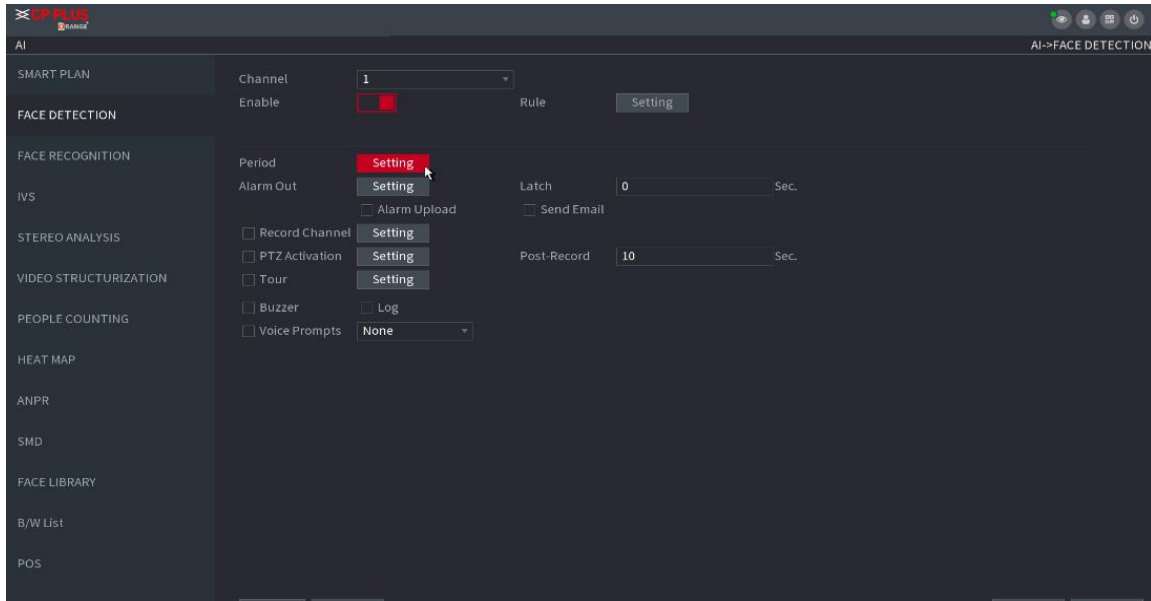 CP PLUS
ORANGE
AI
AI->FACE DETECTION
SMART PLAN
FACE DETECTION
FACE RECOGNITION
IVS
STEREO ANALYSIS
VIDEO STRUCTURIZATION
PEOPLE COUNTING
HEAT MAP
ANPR
SMD
FACE LIBRARY
B/W List
POS
Channel 1
Enable Rule Setting
Period Setting
Alarm Out Setting Latch 0 Sec.
Alarm Upload Send Email
Record Channel Setting
PTZ Activation Setting Post-Record 10 Sec.
Tour Setting
Buzzer Log
Voice Prompts None